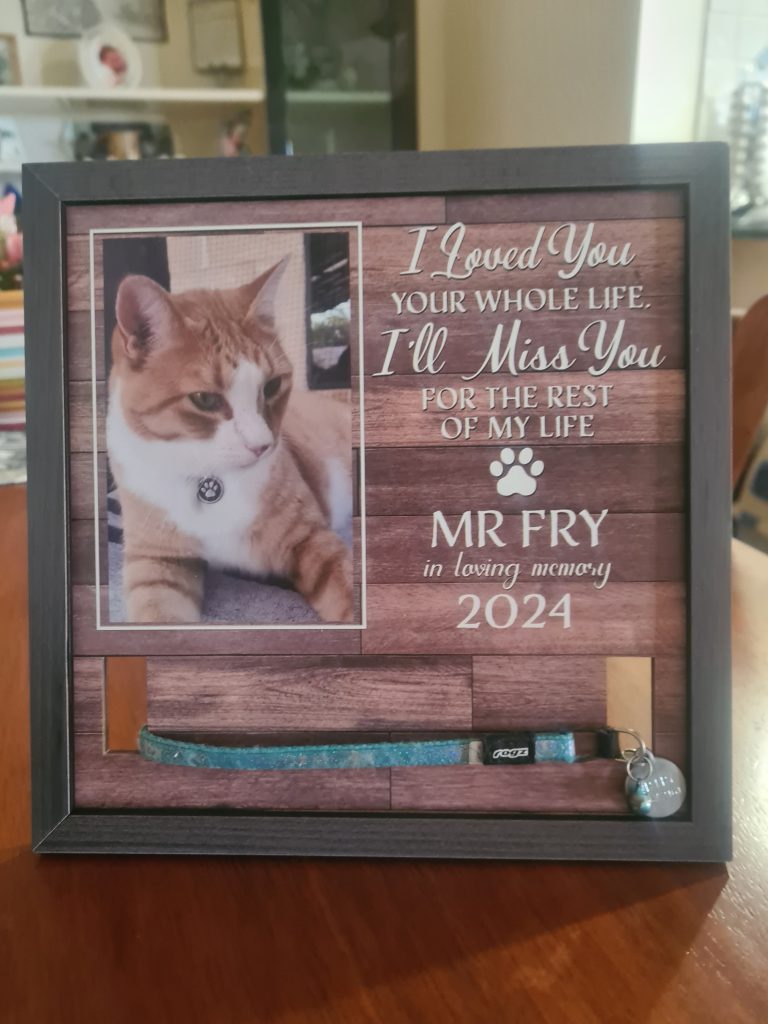 I Loved You
YOUR WHOLE LIFE.
I'll Miss You
FOR THE REST
OF MY LIFE
MR FRY
in loving memory
2024
rogz